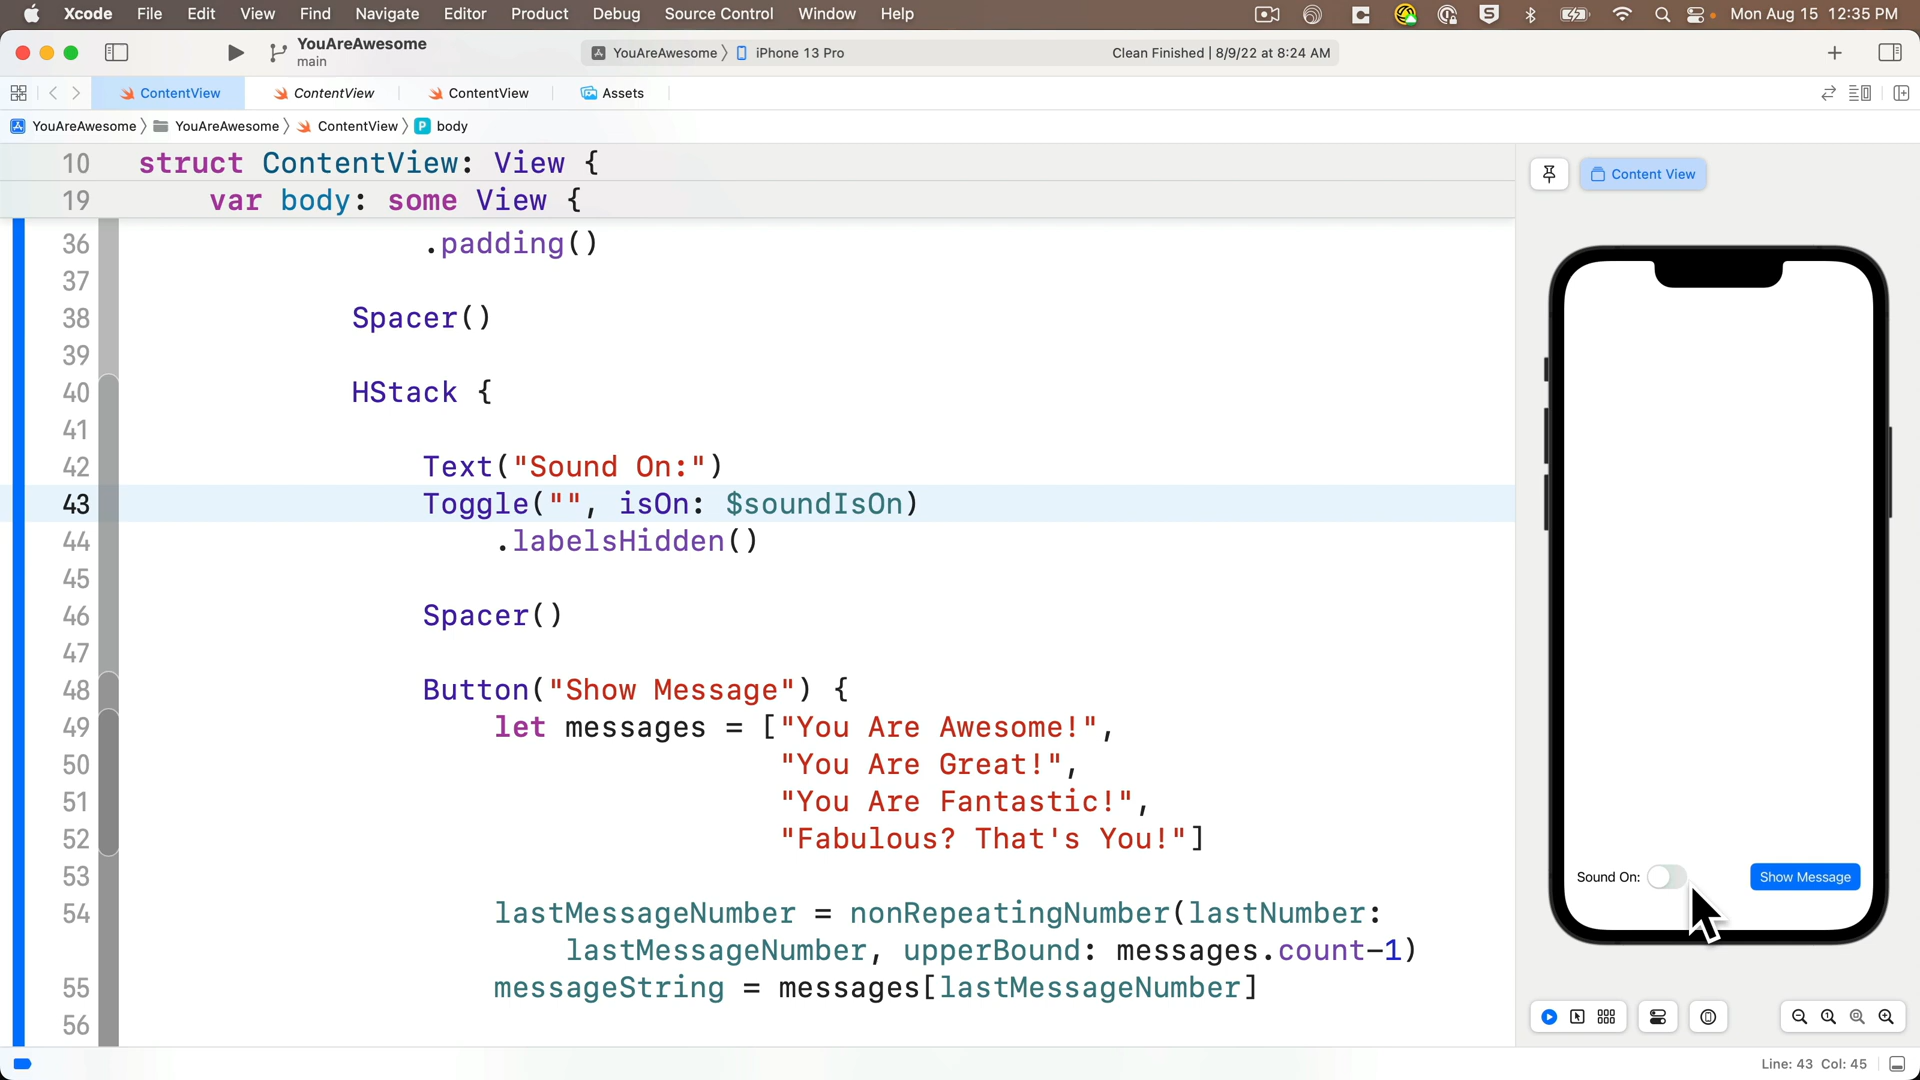 Xcode File Edit View Find Navigate Editor Product Debug Source Control Window Help Mon Aug 15 12:35 PM
YouAreAwesome
main
YouAreAwesome iPhone 13 Pro Clean Finished | 8/9/22 at 8:24 AM
ContentView ContentView ContentView Assets
YouAreAwesome YouAreAwesome ContentView P body
10 struct ContentView: View {
19 var body: some View {
36 .padding()
37
38 Spacer()
39
40 HStack {
41
42 Text("Sound On:")
43 Toggle("", isOn: $soundIsOn)
44 .labelsHidden()
45
46 Spacer()
47
48 Button("Show Message") {
49 let messages = ["You Are Awesome!",
50 "You Are Great!",
51 "You Are Fantastic!",
52 "Fabulous? That's You!"]
53
54 lastMessageNumber = nonRepeatingNumber(lastNumber:
lastMessageNumber, upperBound: messages.count-1)
55 messageString = messages[lastMessageNumber]
56
Content View
Sound On: Show Message
Line: 43 Col: 45